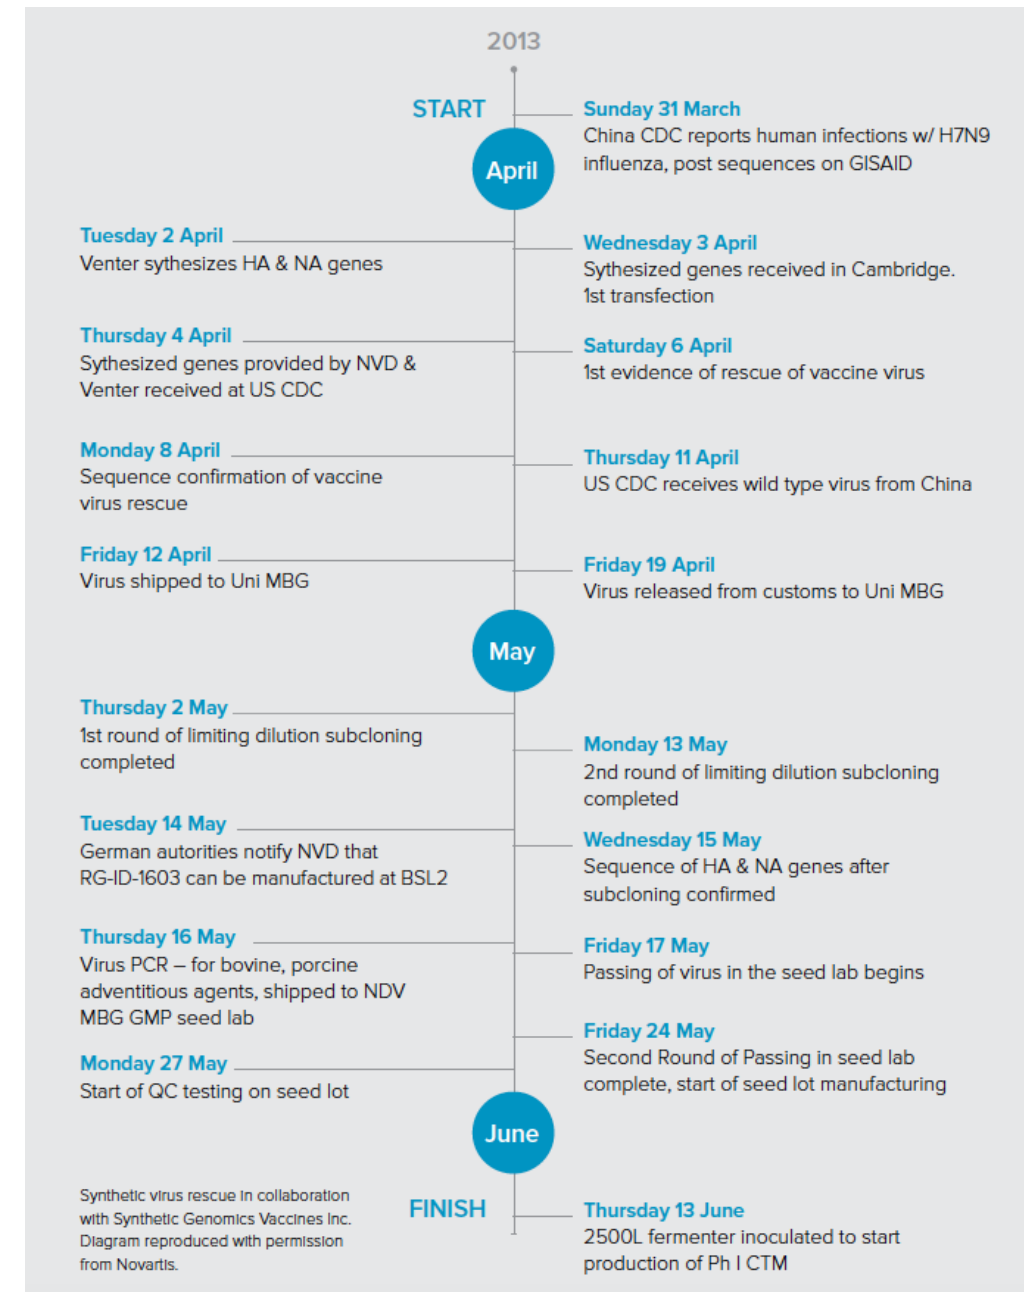 2013
START
Sunday 31 March
China CDC reports human infections w/ H7N9
influenza, post sequences on GISAID
April
Tuesday 2 April
Venter sythesizes HA & NA genes
Wednesday 3 April
Sythesized genes received in Cambridge.
1st transfection
Thursday 4 April
Sythesized genes provided by NVD &
Venter received at US CDC
Saturday 6 April
1st evidence of rescue of vaccine virus
Monday 8 April
Sequence confirmation of vaccine
virus rescue
Thursday 11 April
US CDC receives wild type virus from China
Friday 12 April
Virus shipped to Uni MBG
Friday 19 April
Virus released from customs to Uni MBG
May
Thursday 2 May
1st round of limiting dilution subcloning
completed
Monday 13 May
2nd round of limiting dilution subcloning
completed
Tuesday 14 May
German autorities notify NVD that
RG-ID-1603 can be manufactured at BSL2
Wednesday 15 May
Sequence of HA & NA genes after
subcloning confirmed
Thursday 16 May
Virus PCR – for bovine, porcine
adventitious agents, shipped to NDV
MBG GMP seed lab
Friday 17 May
Passing of virus in the seed lab begins
Friday 24 May
Second Round of Passing in seed lab
complete, start of seed lot manufacturing
Monday 27 May
Start of QC testing on seed lot
June
FINISH
Thursday 13 June
2500L fermenter inoculated to start
production of Ph I CTM
Synthetic virus rescue in collaboration
with Synthetic Genomics Vaccines Inc.
Diagram reproduced with permission
from Novartis.